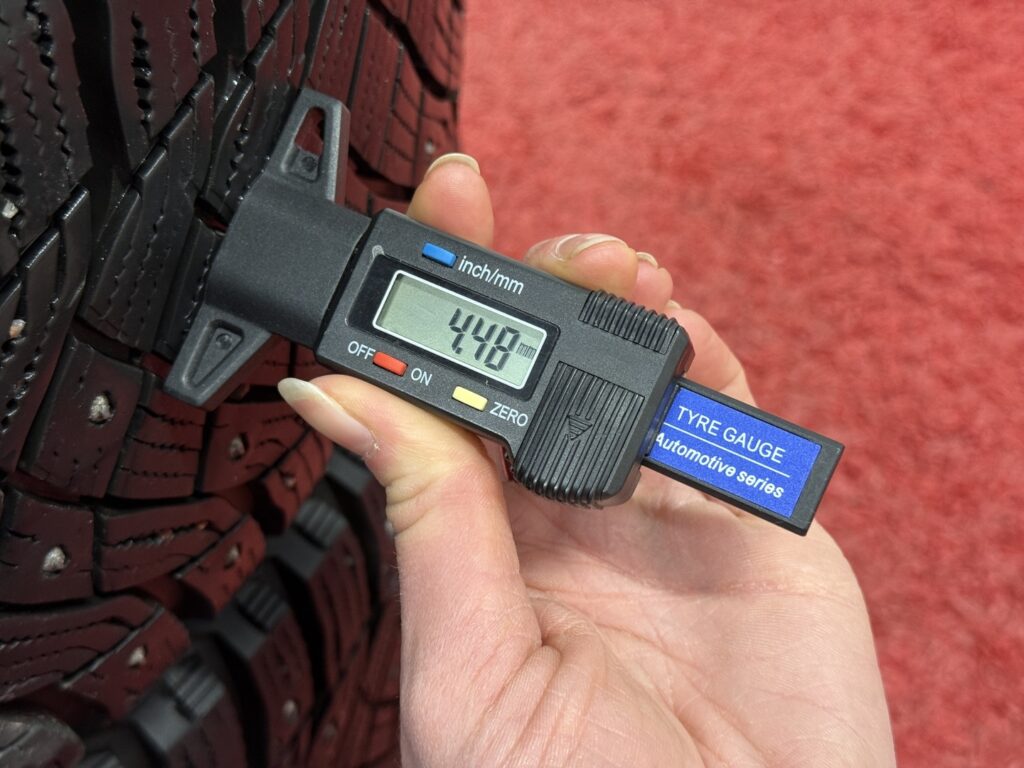 inch/mm
4.48 mm
OFF ON
ZERO
TYRE GAUGE
Automotive series